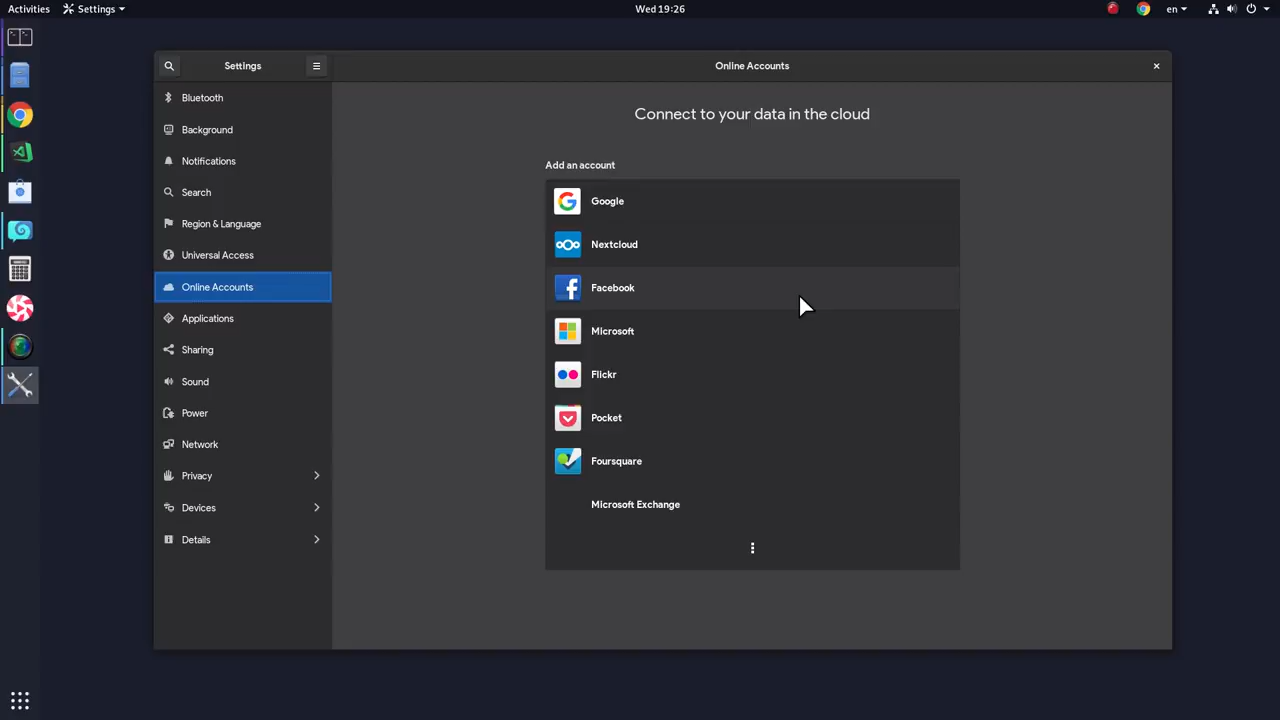 Activities Settings Wed 19:26 en
Settings Online Accounts
Bluetooth
Background
Notifications
Search
Region & Language
Universal Access
Online Accounts
Applications
Sharing
Sound
Power
Network
Privacy
Devices
Details
Connect to your data in the cloud
Add an account
Google
Nextcloud
Facebook
Microsoft
Flickr
Pocket
Foursquare
Microsoft Exchange